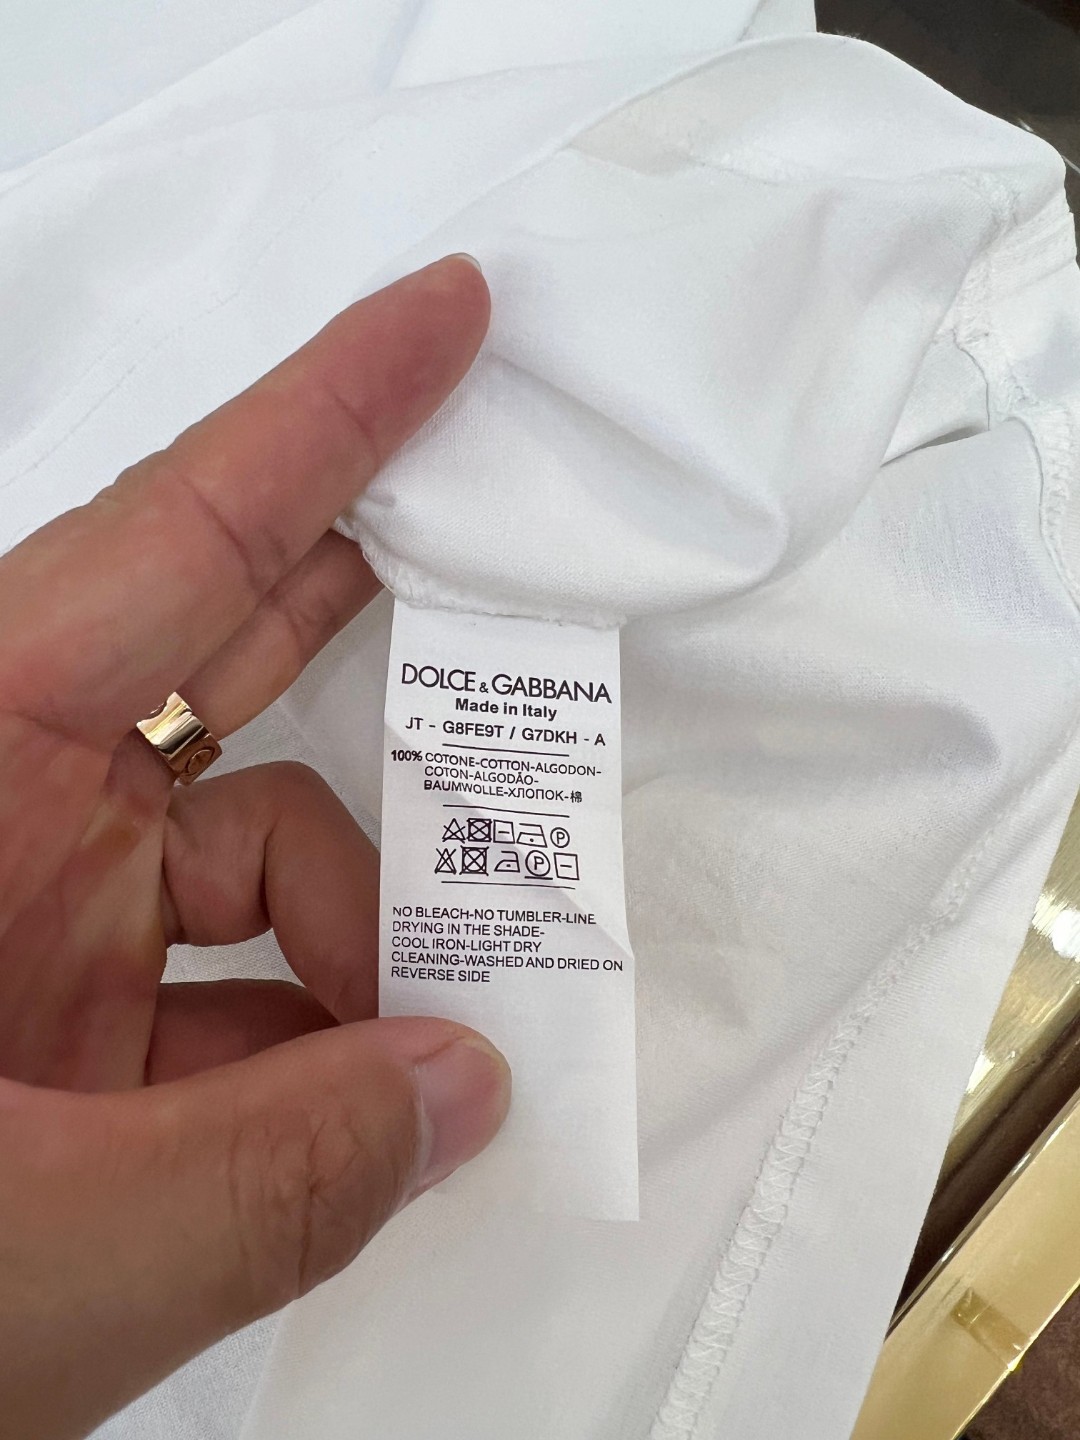 DOLCE & GABBANA
Made in Italy
JT - G8FE9T / G7DKH - A
100% COTONE-COTTON-ALGODON-
COTON-ALGODÃO-
BAUMWOLLE-ХЛОПОК-棉
P
P
NO BLEACH-NO TUMBLER-LINE
DRYING IN THE SHADE-
COOL IRON-LIGHT DRY
CLEANING-WASHED AND DRIED ON
REVERSE SIDE